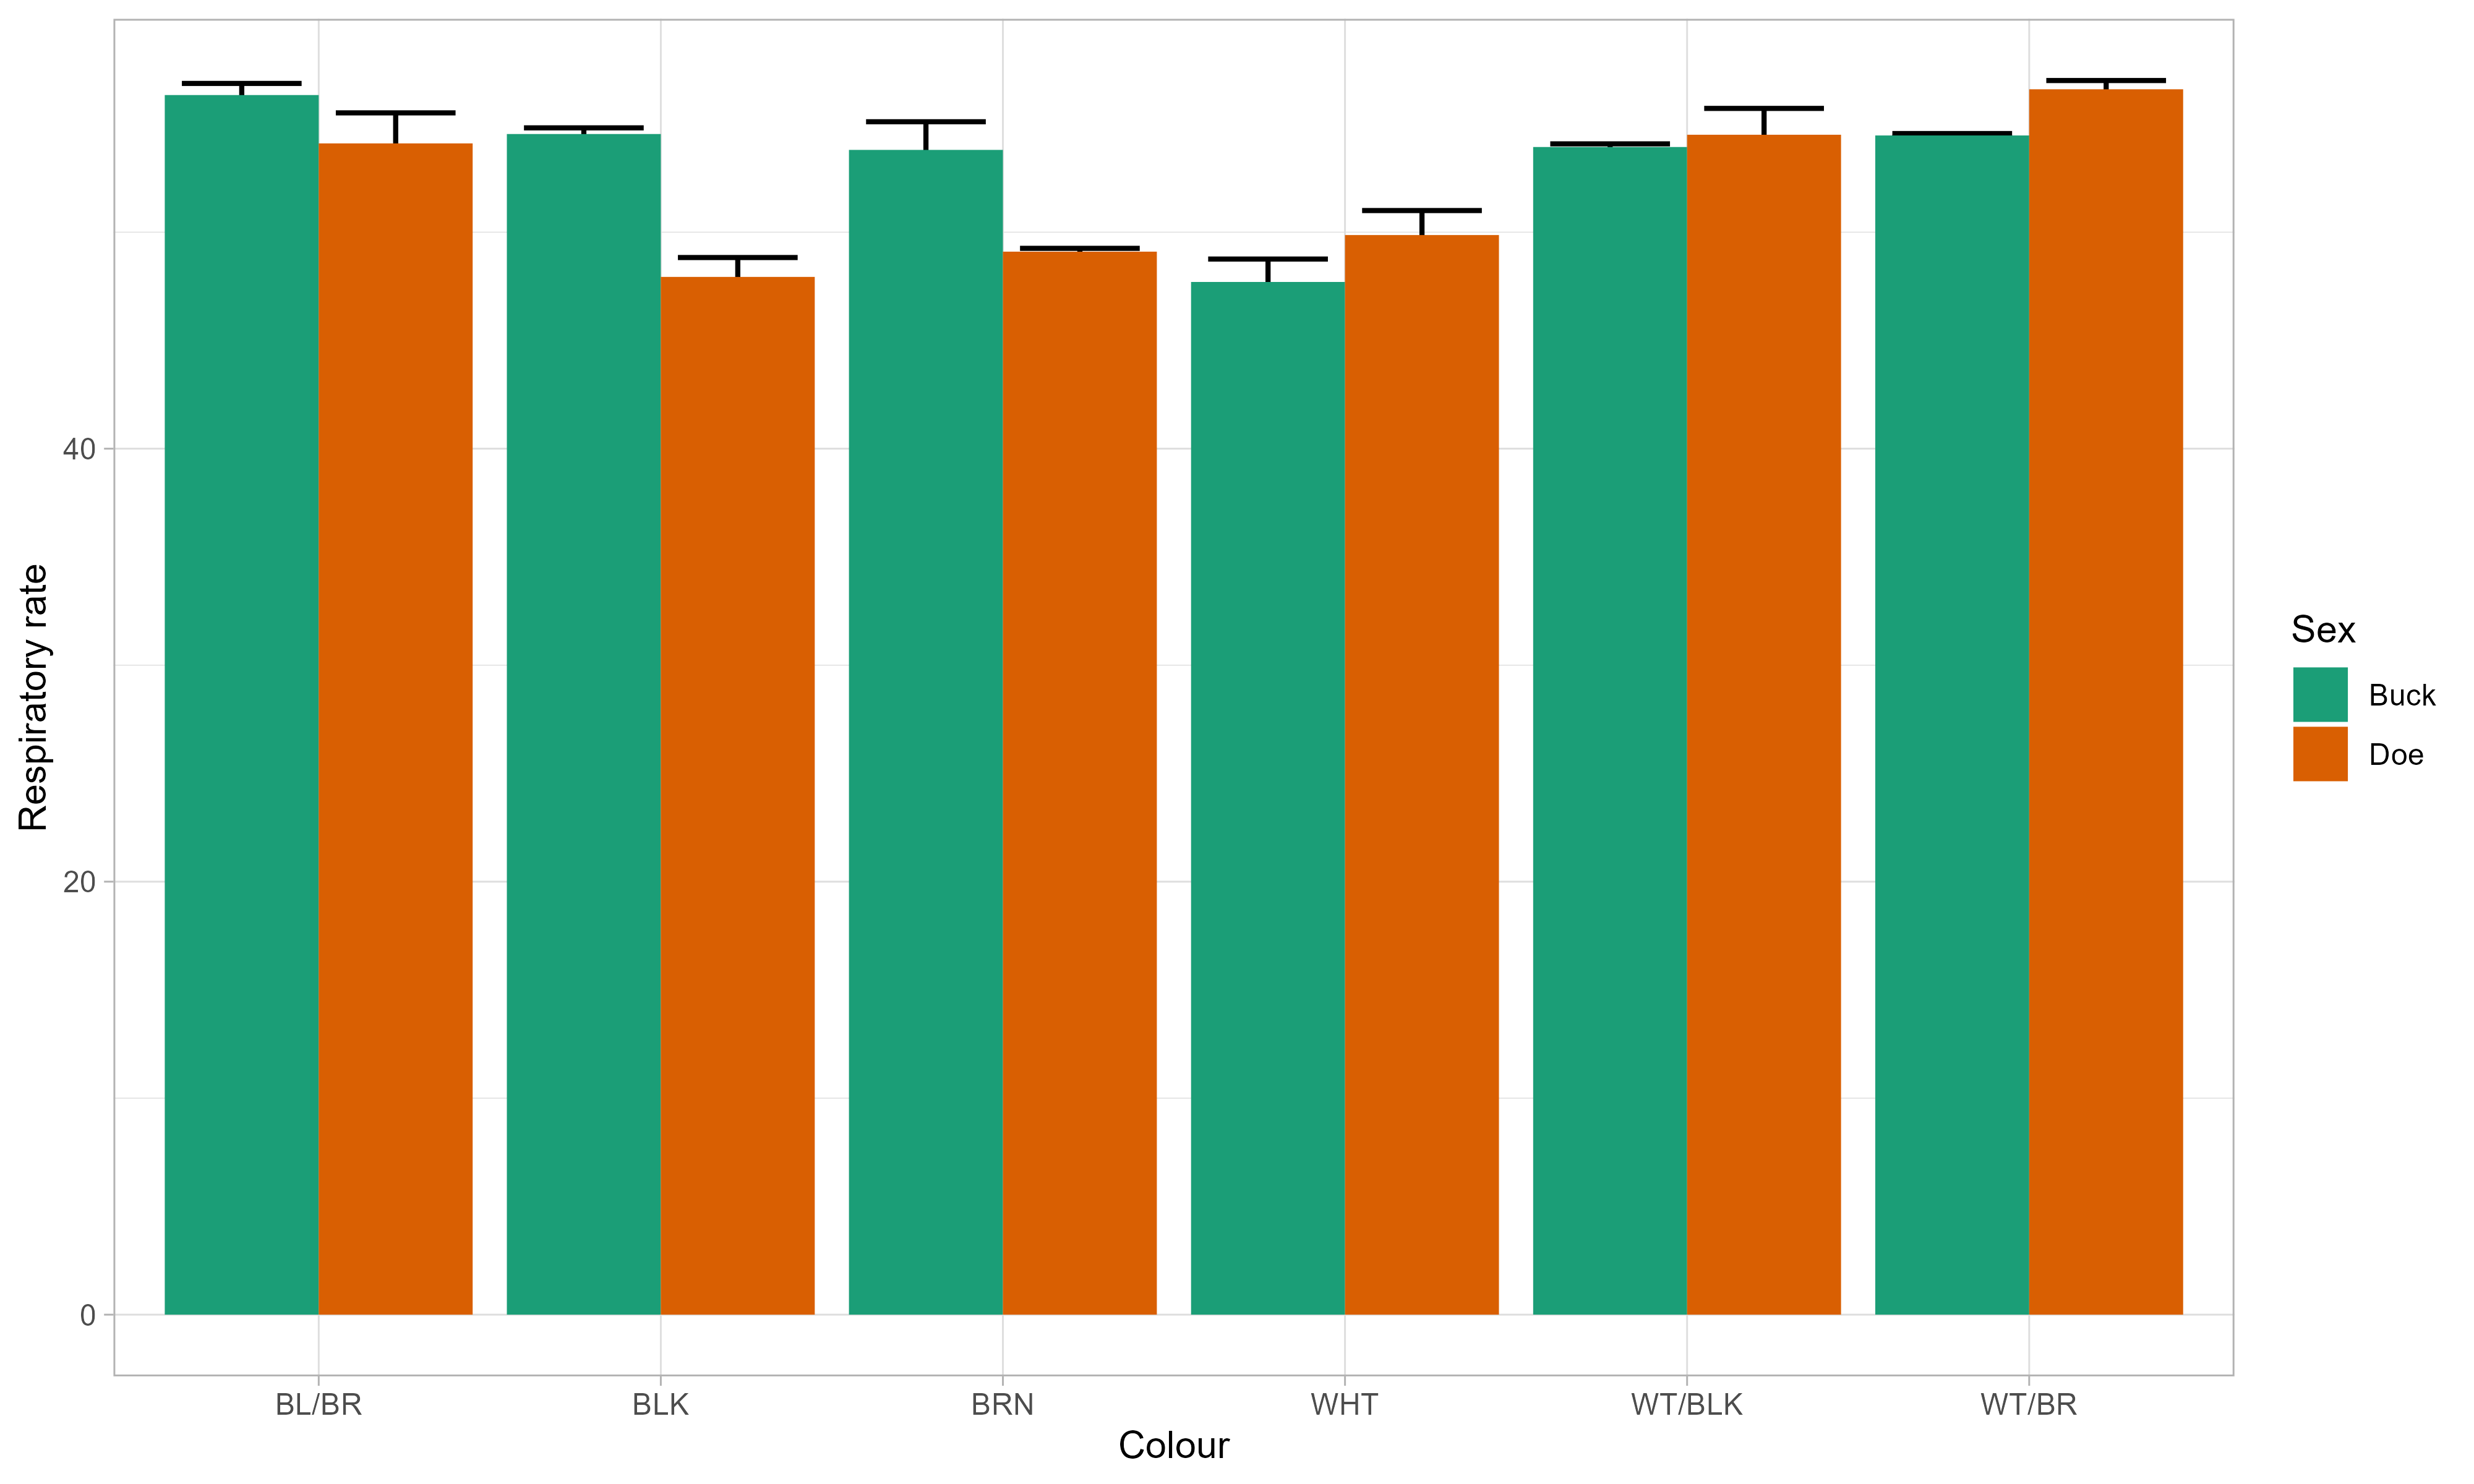 Respiratory rate
40
20
0
BL/BR
BLK
BRN
WHT
WT/BLK
WT/BR
Colour
Sex
Buck
Doe